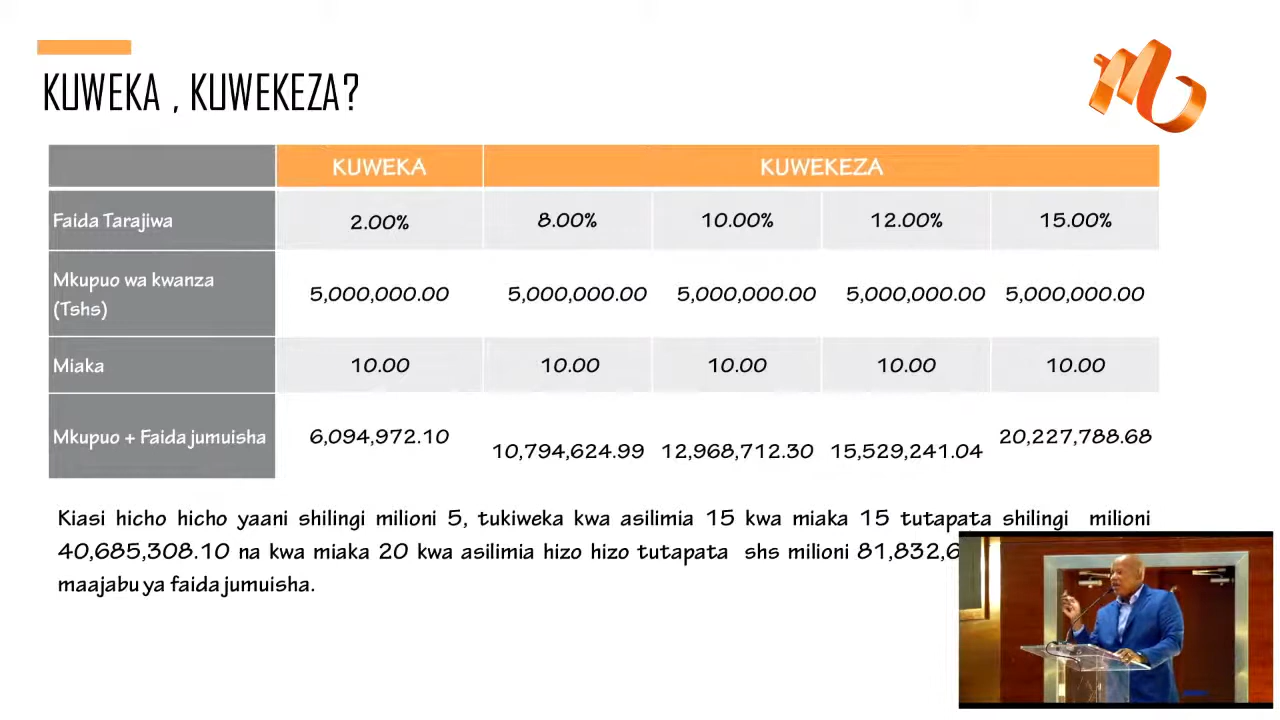 KUWEKA , KUWEKEZA?
KUWEKA KUWEKEZA
Faida Tarajiwa 2.00% 8.00% 10.00% 12.00% 15.00%
Mkupuo wa kwanza
(Tshs) 5,000,000.00 5,000,000.00 5,000,000.00 5,000,000.00 5,000,000.00
Miaka 10.00 10.00 10.00 10.00 10.00
Mkupuo + Faida jumuisha 6,094,972.10 10,794,624.99 12,968,712.30 15,529,241.04 20,227,788.68
Kiasi hicho hicho yaani shilingi milioni 5, tukiweka kwa asilimia 15 kwa miaka 15 tutapata shilingi milioni
40,685,308.10 na kwa miaka 20 kwa asilimia hizo hizo tutapata shs milioni
maajabu ya faida jumuisha.